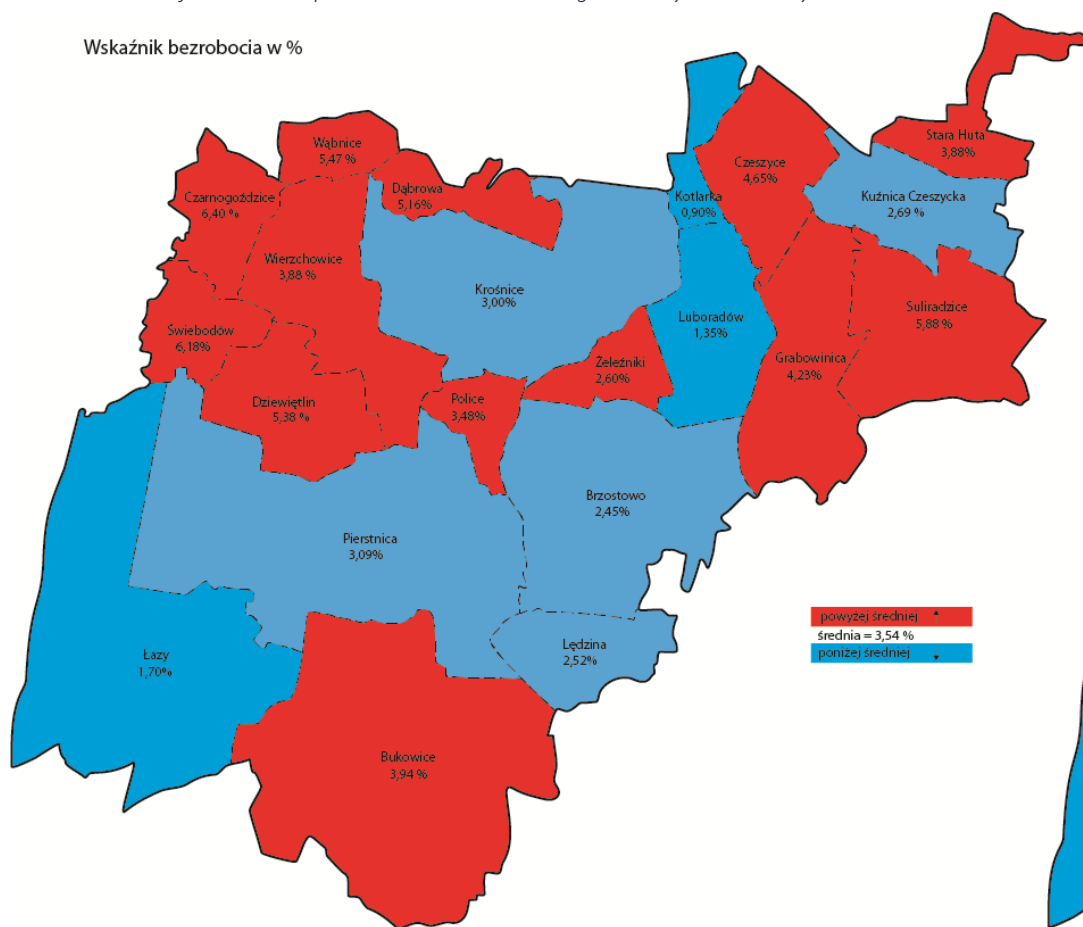 Wskaźnik bezrobocia w %
Stara Huta
3,88%
Wąbnice
5,47 %
Czeszyce
4,65%
Dąbrowa
5,16%
Czarnogoździce
6,40 %
Kotlarka
0,90%
Kuźnica Czeszycka
2,69 %
Wierzchowice
3,88 %
Krośnice
3,00%
Suliradzice
5,88 %
Luboradów
1,35%
Świebodów
6,18%
Żeleźniki
2,60%
Grabowinica
4,23%
Dziewiętlin
5,38 %
Police
3,48%
Brzostowo
2,45%
Pierstnica
3,09%
powyżej średniej
średnia = 3,54 %
poniżej średniej
Lędzina
2,52%
Łazy
1,70%
Bukowice
3,94 %